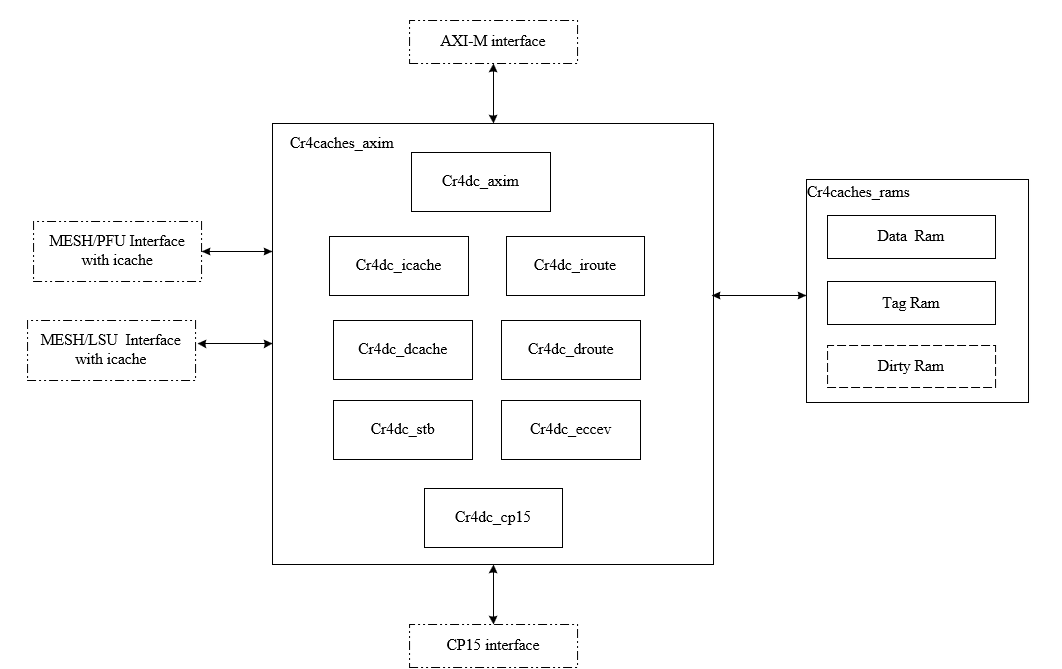 AXI-M interface
Cr4caches_axim
Cr4dc_axim
Cr4caches_rams
Data Ram
MESH/PFU Interface
with icache
Cr4dc_icache
Cr4dc_iroute
Tag Ram
MESH/LSU Interface
with icache
Cr4dc_dcache
Cr4dc_droute
Dirty Ram
Cr4dc_stb
Cr4dc_eccev
Cr4dc_cp15
CP15 interface